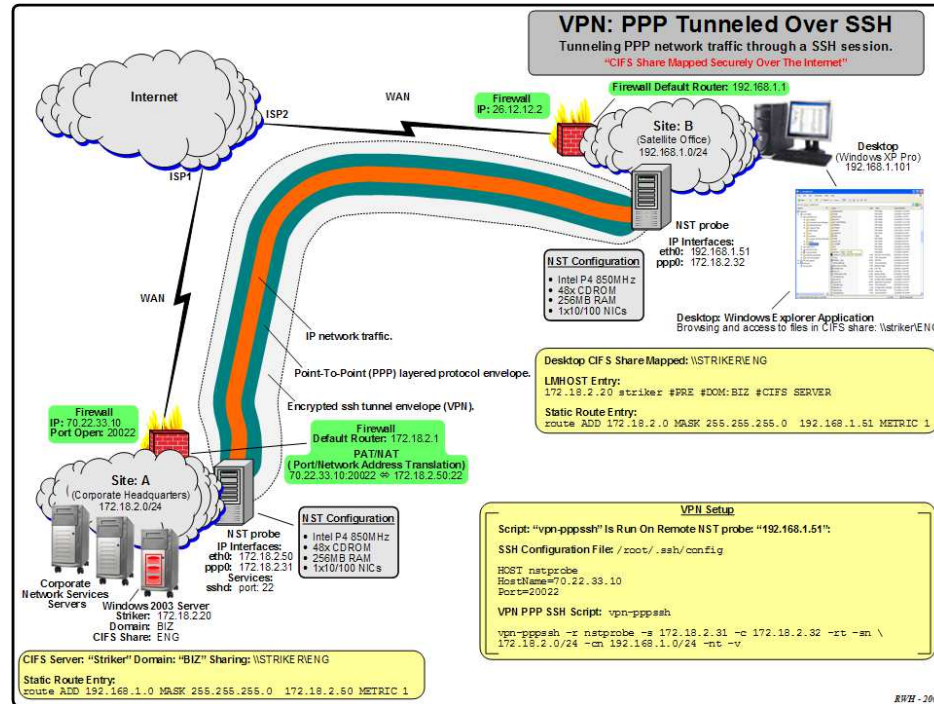 VPN: PPP Tunneled Over SSH
Tunneling PPP network traffic through a SSH session.
"CIFS Share Mapped Securely Over The Internet"
Internet
ISP2
ISP1
WAN
WAN
Firewall
IP: 26.12.12.2
Firewall Default Router: 192.168.1.1
Site: B
(Satellite Office)
192.168.1.0/24
Desktop
(Windows XP Pro)
192.168.1.101
NST probe
IP Interfaces:
eth0: 192.168.1.51
ppp0: 172.18.2.32
NST Configuration
• Intel P4 850MHz
• 48x CDROM
• 256MB RAM
• 1x10/100 NICs
Desktop: Windows Explorer Application
Browsing and access to files in CIFS share: \\striker\ENG
IP network traffic.
Point-To-Point (PPP) layered protocol envelope.
Encrypted ssh tunnel envelope (VPN).
Desktop CIFS Share Mapped: \\STRIKER\ENG
LMHOST Entry:
172.18.2.20 striker #PRE #DOM:BIZ #CIFS SERVER
Static Route Entry:
route ADD 172.18.2.0 MASK 255.255.255.0 192.168.1.51 METRIC 1
Firewall
IP: 70.22.33.10
Port Open: 20022
Firewall
Default Router: 172.18.2.1
PAT/NAT
(Port/Network Address Translation)
70.22.33.10:20022 ⇔ 172.18.2.50:22
Site: A
(Corporate Headquarters)
172.18.2.0/24
NST probe
IP Interfaces:
eth0: 172.18.2.50
ppp0: 172.18.2.31
Services:
sshd: port: 22
NST Configuration
• Intel P4 850MHz
• 48x CDROM
• 256MB RAM
• 1x10/100 NICs
Corporate
Network Services
Servers
Windows 2003 Server
Striker: 172.18.2.20
Domain: BIZ
CIFS Share: ENG
CIFS Server: "Striker" Domain: "BIZ" Sharing: \\STRIKER\ENG
Static Route Entry:
route ADD 192.168.1.0 MASK 255.255.255.0 172.18.2.50 METRIC 1
VPN Setup
Script: "vpn-pppssh" Is Run On Remote NST probe: "192.168.1.51":
SSH Configuration File: /root/.ssh/config
HOST nstprobe
HostName=70.22.33.10
Port=20022
VPN PPP SSH Script: vpn-pppssh
vpn-pppssh -r nstprobe -s 172.18.2.31 -c 172.18.2.32 -rt -sn \
172.18.2.0/24 -cn 192.168.1.0/24 -nt -v
RWH - 200